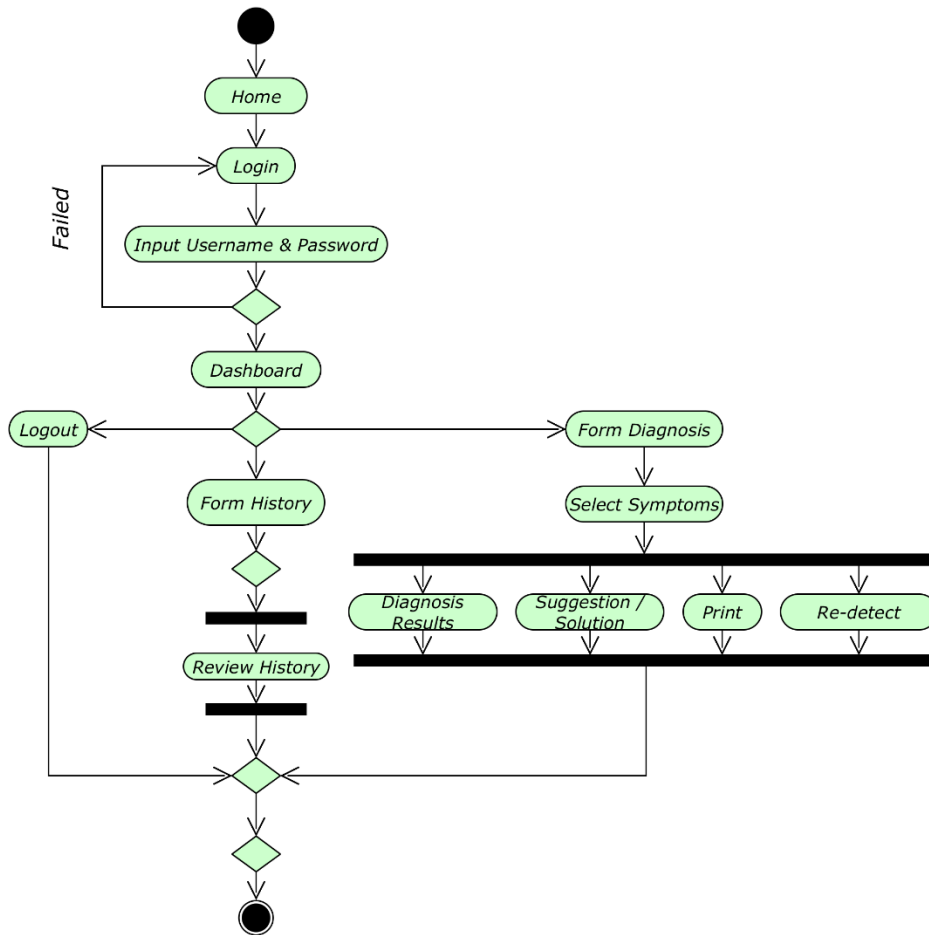 Home
Login
Failed
Input Username & Password
Dashboard
Logout
Form Diagnosis
Form History
Select Symptoms
Diagnosis
Results
Suggestion /
Solution
Print
Re-detect
Review History